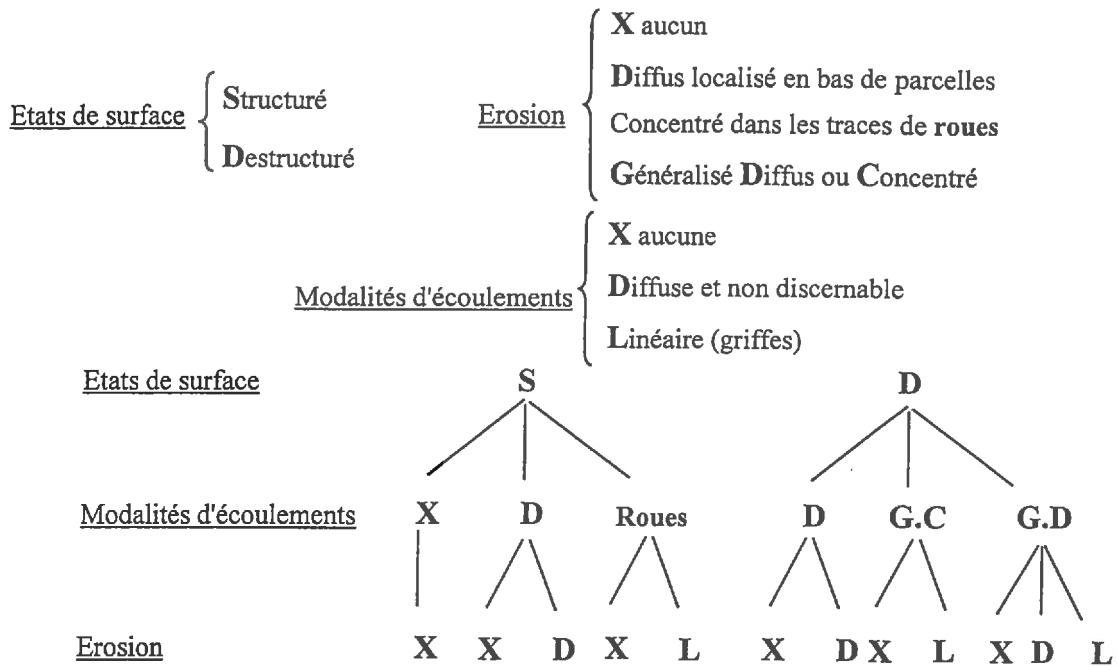 X aucun
Diffus localisé en bas de parcelles
Etats de surface
Structuré
Destructuré
Erosion
Concentré dans les traces de roues
Généralisé Diffus ou Concentré
X aucune
Diffuse et non discernable
Modalités d'écoulements
Linéaire (griffes)
Etats de surface S D
Modalités d'écoulements X D Roues D G.C G.D
Erosion X X D X L X D X L X D L